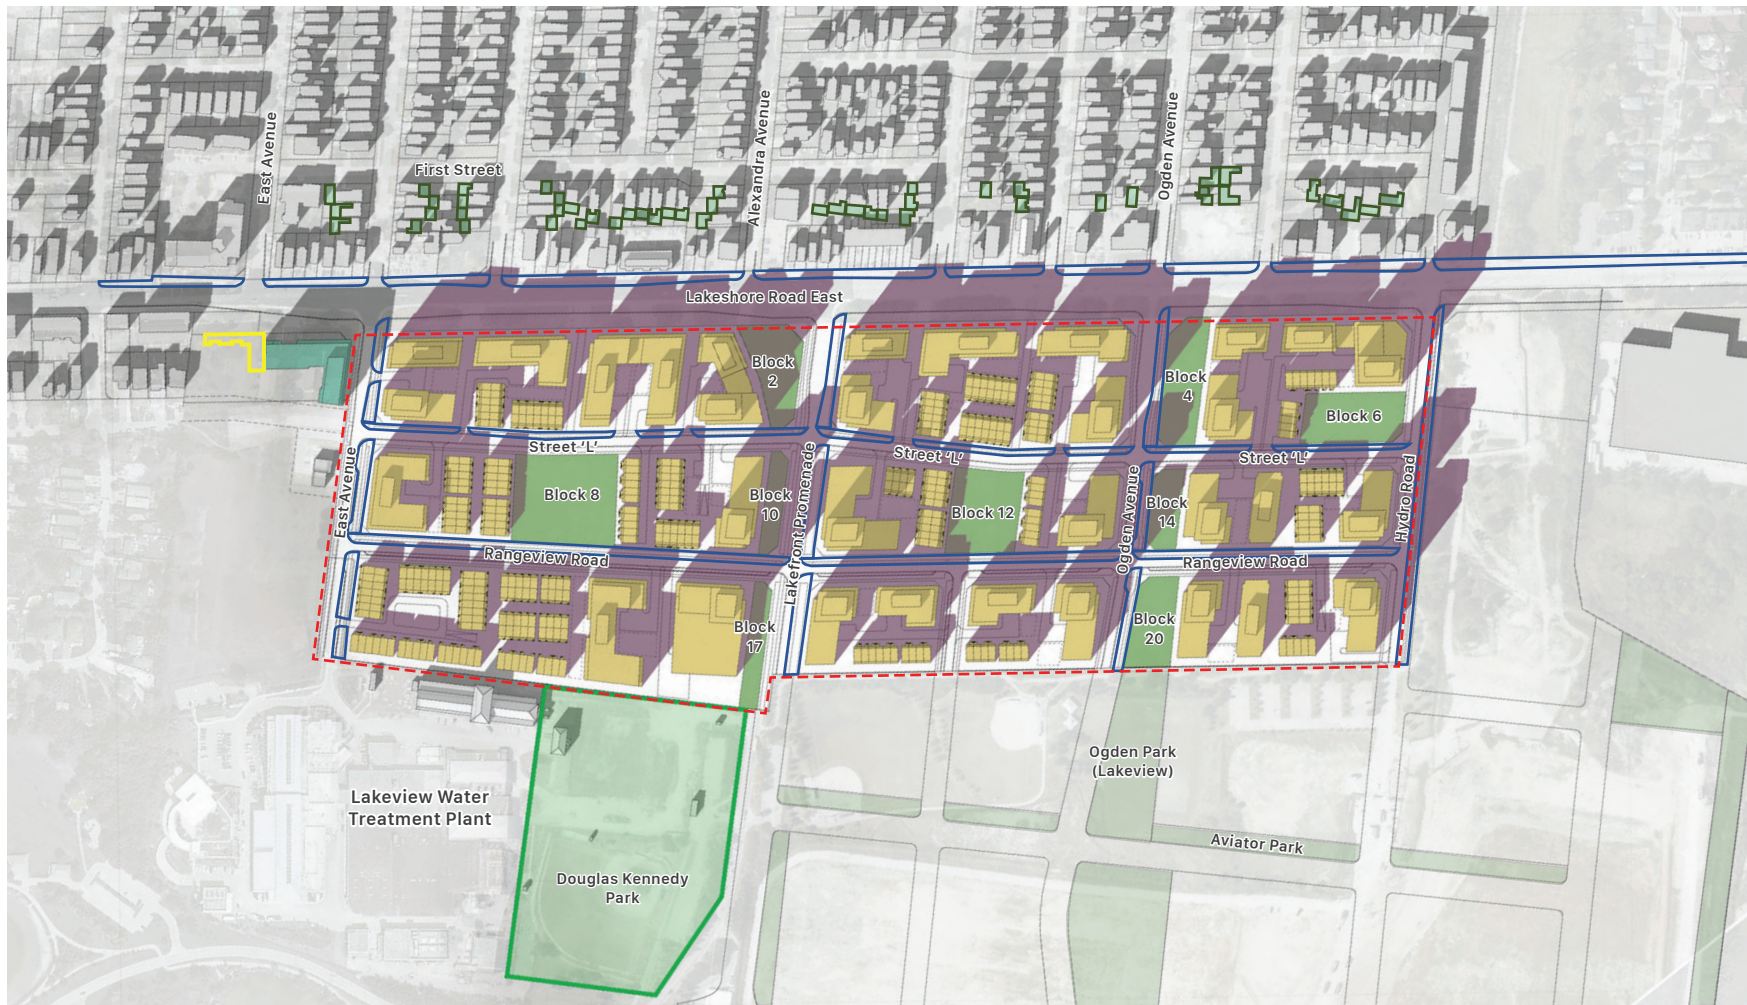 East Avenue
First Street
Alexandra Avenue
Ogden Avenue
Lakeshore Road East
Block
2
Block
4
Block 6
Street ‘L’
Street ‘L’
Street ‘L’
East Avenue
Block 8
Block
10
Lakefront Promenade
Block 12
Ogden Avenue
Block
14
Hydro Road
Rangeview Road
Rangeview Road
Block
17
Block
20
Ogden Park
(Lakeview)
Lakeview Water
Treatment Plant
Aviator Park
Douglas Kennedy
Park